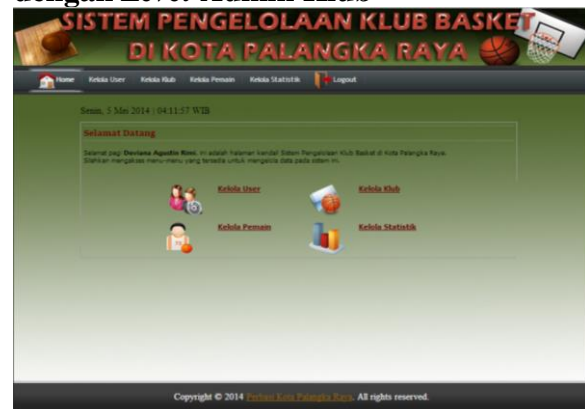 dengan Level Admin Klub
SISTEM PENGELOLAAN KLUB BASKET
DI KOTA PALANGKA RAYA
Home Kelola User Kelola Klub Kelola Pemain Kelola Statistik Logout
Senin, 5 Mei 2014 | 04:11:57 WIB
Selamat Datang
Selamat pagi Deviana Agustin Rimi, ini adalah halaman kendali Sistem Pengelolaan Klub Basket di Kota Palangka Raya.
Silahkan mengakses menu-menu yang tersedia untuk mengelola data pada sistem ini.
Kelola User Kelola Klub
Kelola Pemain Kelola Statistik
Copyright © 2014 Perbasi Kota Palangka Raya. All rights reserved.